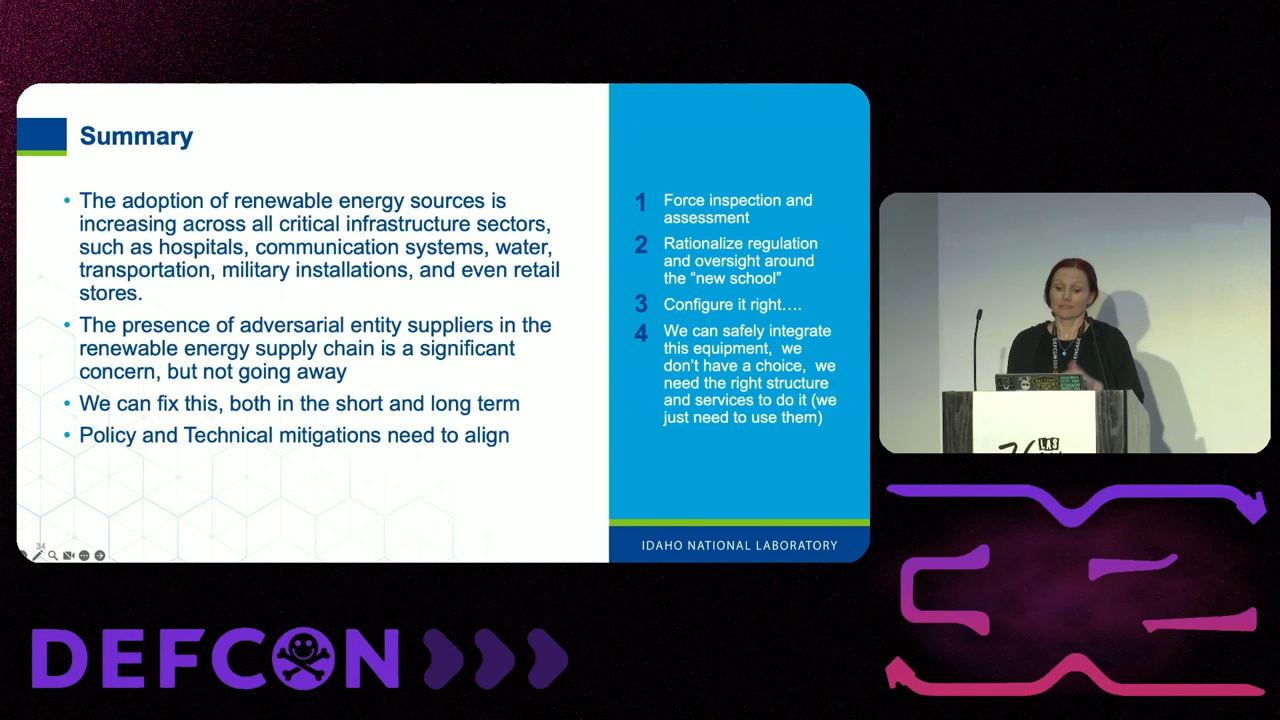 Summary
• The adoption of renewable energy sources is
increasing across all critical infrastructure sectors,
such as hospitals, communication systems, water,
transportation, military installations, and even retail
stores.
• The presence of adversarial entity suppliers in the
renewable energy supply chain is a significant
concern, but not going away
• We can fix this, both in the short and long term
• Policy and Technical mitigations need to align
34
1 Force inspection and
assessment
2 Rationalize regulation
and oversight around
the “new school”
3 Configure it right....
4 We can safely integrate
this equipment, we
don’t have a choice, we
need the right structure
and services to do it (we
just need to use them)
IDAHO NATIONAL LABORATORY
LAS
DEFCON